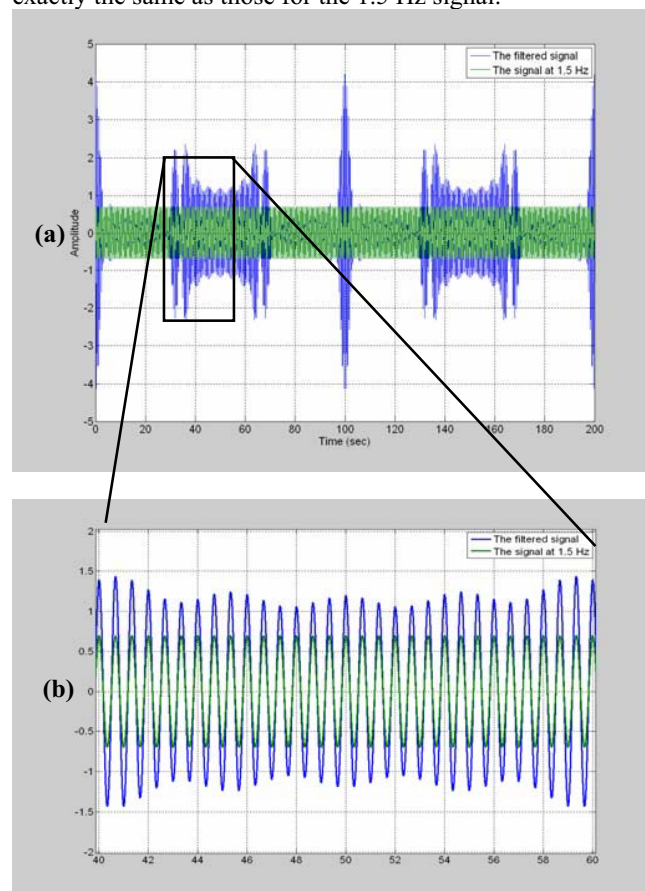 exactly the same as those for the 1.5 Hz signal.
5
4
3
2
1
0
-1
-2
-3
-4
-5
(a)
Amplitude
The filtered signal
The signal at 1.5 Hz
0 20 40 60 80 100 120 140 160 180 200
Time (sec)
2
1.5
1
0.5
0
-0.5
-1
-1.5
-2
(b)
The filtered signal
The signal at 1.5 Hz
40 42 44 46 48 50 52 54 56 58 60